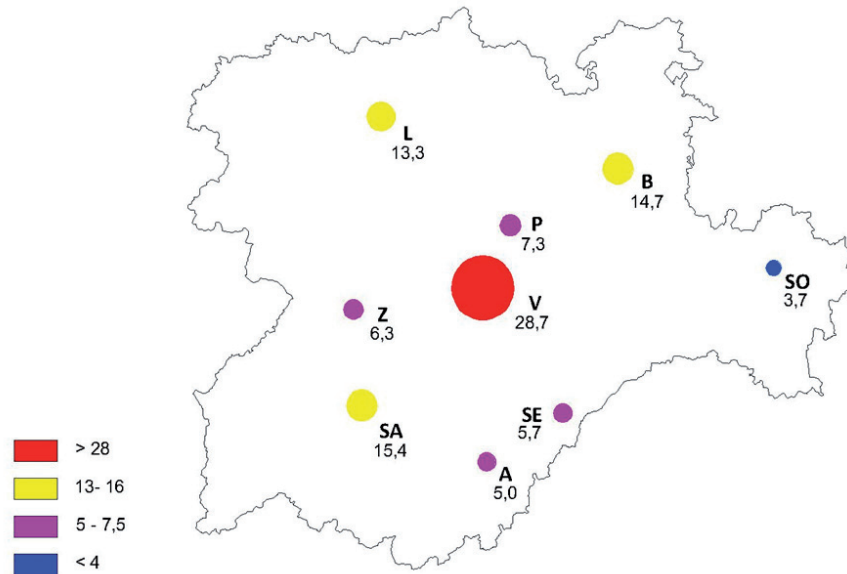 L
13,3
B
14,7
P
7,3
SO
3,7
V
28,7
Z
6,3
SE
5,7
SA
15,4
A
5,0
> 28
13- 16
5 - 7,5
< 4